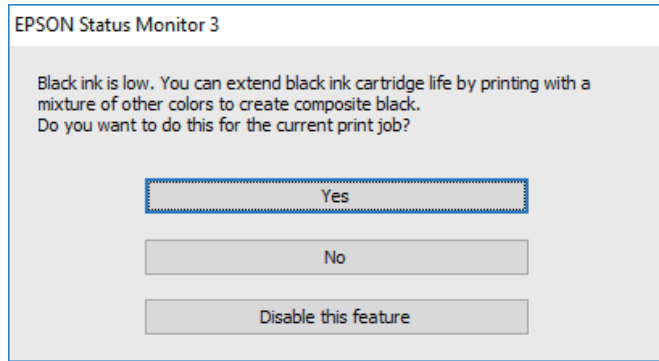 EPSON Status Monitor 3
Black ink is low. You can extend black ink cartridge life by printing with a
mixture of other colors to create composite black.
Do you want to do this for the current print job?
Yes
No
Disable this feature